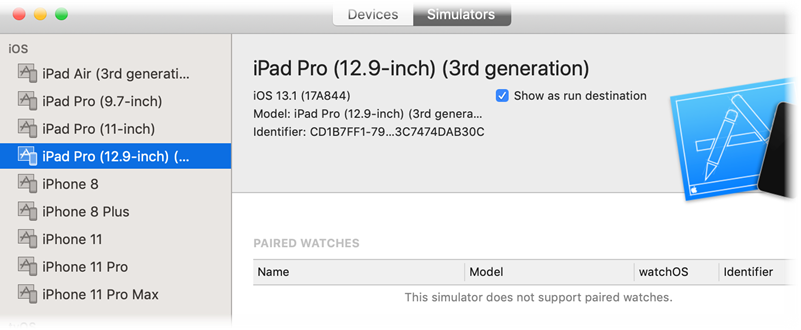 Devices
Simulators
iOS
iPad Air (3rd generati...
iPad Pro (9.7-inch)
iPad Pro (11-inch)
iPad Pro (12.9-inch) (...
iPhone 8
iPhone 8 Plus
iPhone 11
iPhone 11 Pro
iPhone 11 Pro Max
iPad Pro (12.9-inch) (3rd generation)
iOS 13.1 (17A844)
Show as run destination
Model: iPad Pro (12.9-inch) (3rd genera...
Identifier: CD1B7FF1-79...3C7474DAB30C
PAIRED WATCHES
Name Model watchOS Identifier
This simulator does not support paired watches.